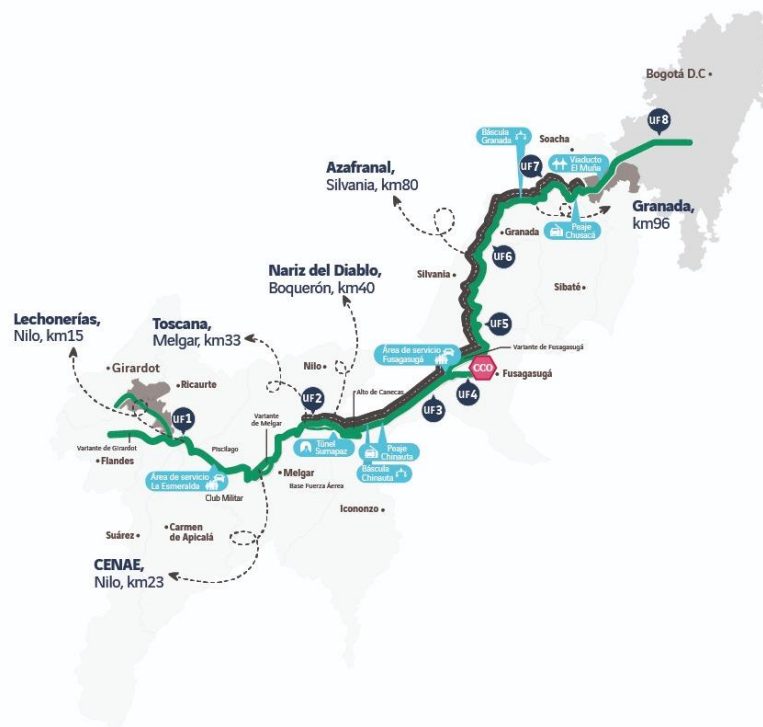 Bogotá D.C
UF8
Báscula
Granada
Soacha
UF7
Viaducto
El Muña
Azafranal,
Silvania, km80
Granada,
km96
Peaje
Chusacá
Granada
UF6
Nariz del Diablo,
Boquerón, km40
Silvania
Sibaté
Lechonerías,
Nilo, km15
Toscana,
Melgar, km33
UF5
Área de servicio
Fusagasugá
Variante de Fusagasugá
CCO
Fusagasugá
Girardot
Nilo
Ricaurte
Alto de Canecas
UF4
UF3
UF2
UF1
Variante
de Melgar
Túnel
Sumapaz
Peaje
Chinauta
Báscula
Chinauta
Variante de Girardot
Flandes
Piscilago
Área de servicio
La Esmeralda
Melgar
Base Fuerza Aérea
Club Militar
Icononzo
Suárez
Carmen
de Apicalá
CENAE,
Nilo, km23